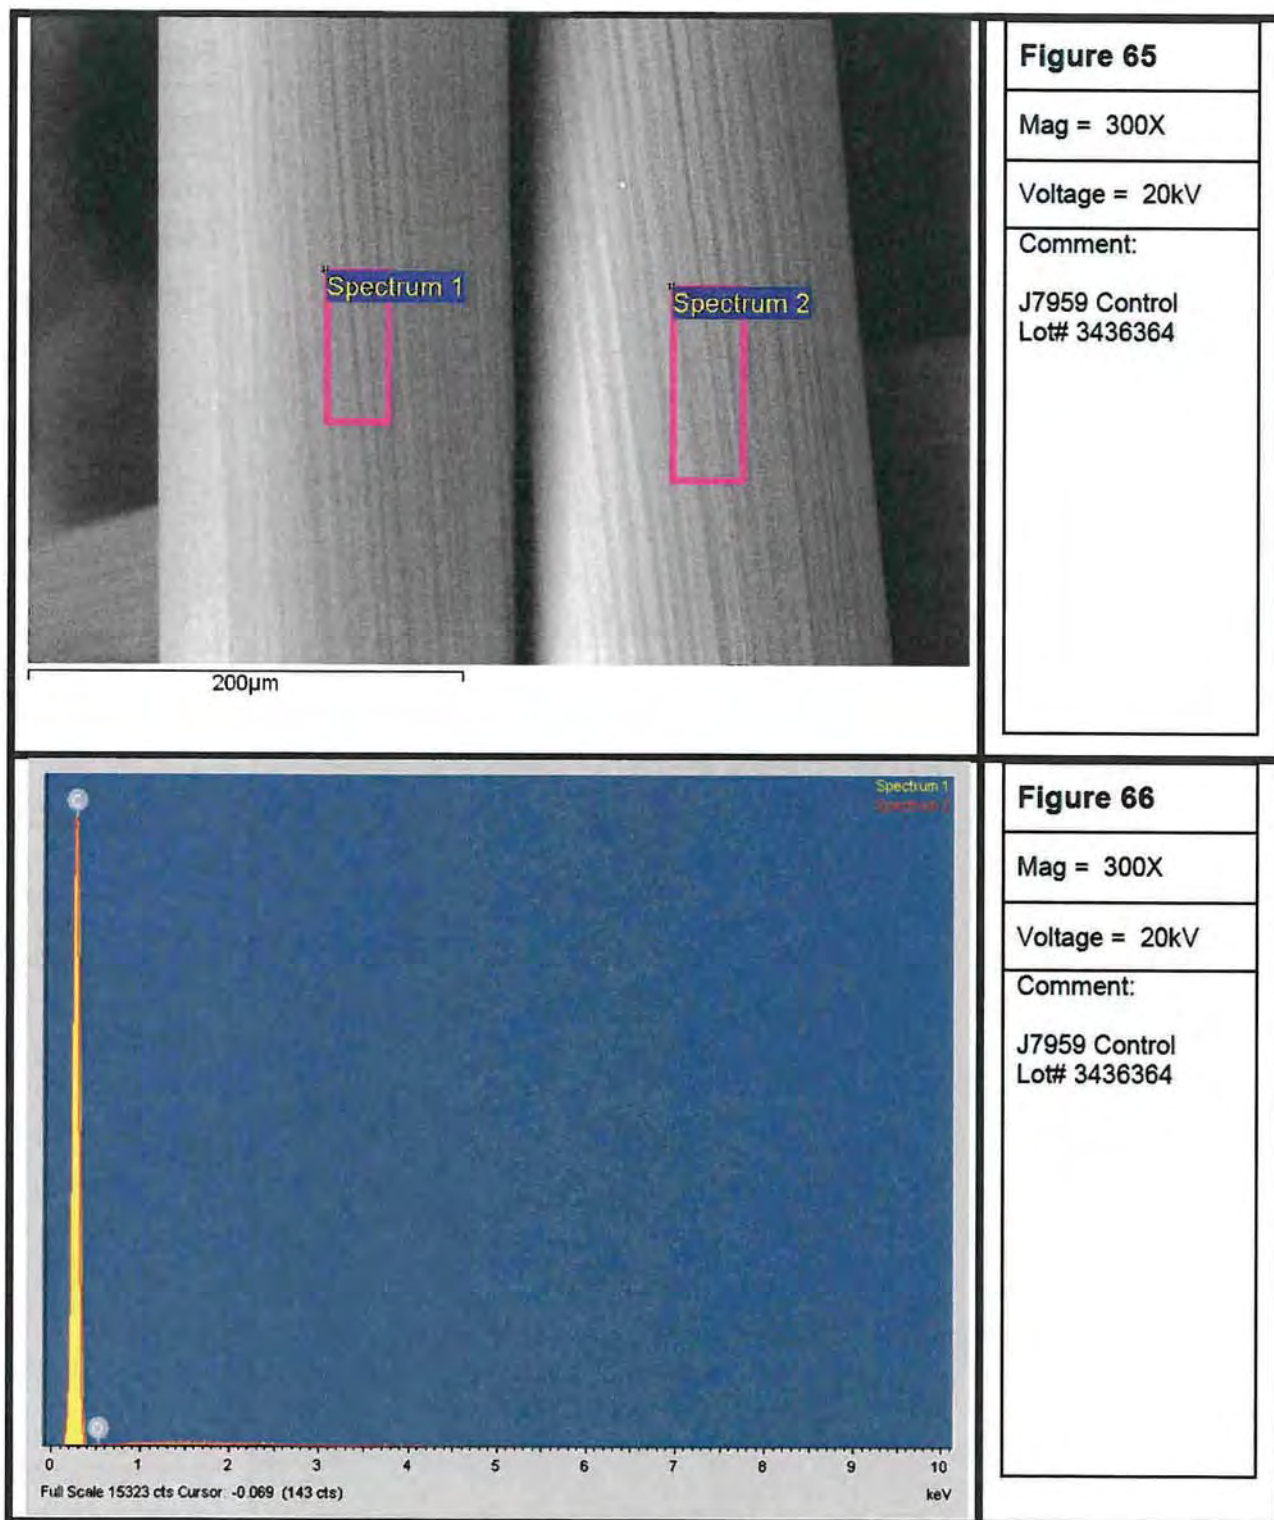 Spectrum 1
Spectrum 2
200µm
Figure 65
Mag = 300X
Voltage = 20kV
Comment:
J7959 Control
Lot# 3436364
Spectrum 1
Spectrum 2
C
O
0 1 2 3 4 5 6 7 8 9 10
Full Scale 15323 cts Cursor: -0.069 (143 cts)
keV
Figure 66
Mag = 300X
Voltage = 20kV
Comment:
J7959 Control
Lot# 3436364